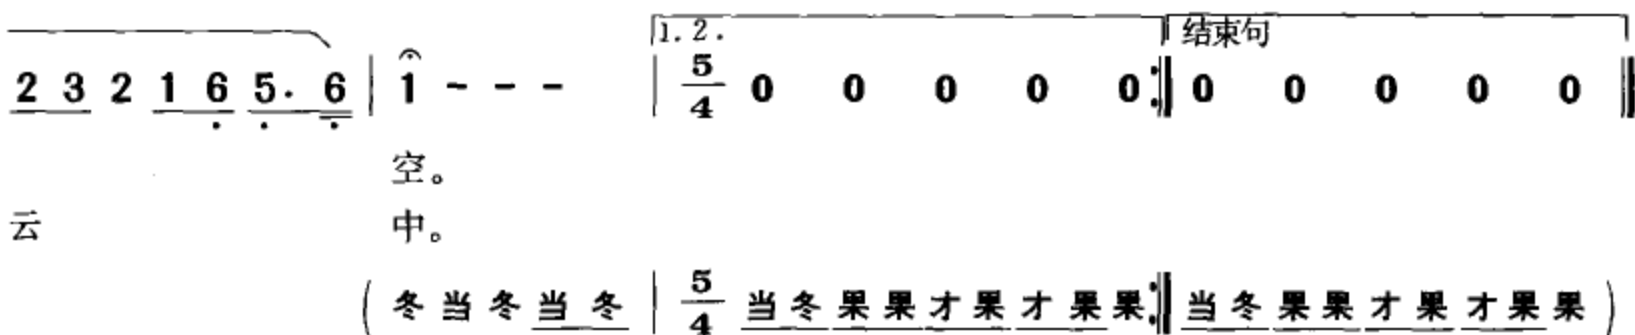 1. 2. 结束句
2 3 2 1 6 5. 6 | 1 - - - | 5/4 0 0 0 0 0 :‖ 0 0 0 0 0 ‖
空。
云 中。
( 冬 当 冬 当 冬 | 5/4 当 冬 果 果 才 果 才 果 果 :‖ 当 冬 果 果 才 果 才 果 果 )